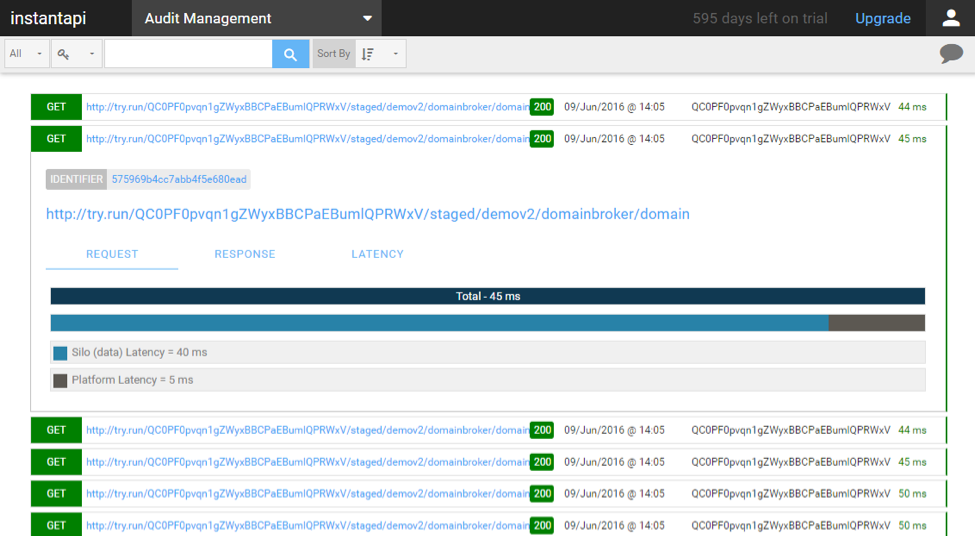 instantapi Audit Management 595 days left on trial Upgrade
All Sort By
GET http://try.run/QC0PF0pvqn1gZWyxBBCPaEBumlQPRWxV/staged/demov2/domainbroker/domain 200 09/Jun/2016 @ 14:05 QC0PF0pvqn1gZWyxBBCPaEBumlQPRWxV 44 ms
GET http://try.run/QC0PF0pvqn1gZWyxBBCPaEBumlQPRWxV/staged/demov2/domainbroker/domain 200 09/Jun/2016 @ 14:05 QC0PF0pvqn1gZWyxBBCPaEBumlQPRWxV 45 ms
IDENTIFIER 575969b4cc7abb4f5e680ead
http://try.run/QC0PF0pvqn1gZWyxBBCPaEBumlQPRWxV/staged/demov2/domainbroker/domain
REQUEST RESPONSE LATENCY
Total - 45 ms
Silo (data) Latency = 40 ms
Platform Latency = 5 ms
GET http://try.run/QC0PF0pvqn1gZWyxBBCPaEBumlQPRWxV/staged/demov2/domainbroker/domain 200 09/Jun/2016 @ 14:05 QC0PF0pvqn1gZWyxBBCPaEBumlQPRWxV 44 ms
GET http://try.run/QC0PF0pvqn1gZWyxBBCPaEBumlQPRWxV/staged/demov2/domainbroker/domain 200 09/Jun/2016 @ 14:05 QC0PF0pvqn1gZWyxBBCPaEBumlQPRWxV 45 ms
GET http://try.run/QC0PF0pvqn1gZWyxBBCPaEBumlQPRWxV/staged/demov2/domainbroker/domain 200 09/Jun/2016 @ 14:05 QC0PF0pvqn1gZWyxBBCPaEBumlQPRWxV 50 ms
GET http://try.run/QC0PF0pvqn1gZWyxBBCPaEBumlQPRWxV/staged/demov2/domainbroker/domain 200 09/Jun/2016 @ 14:05 QC0PF0pvqn1gZWyxBBCPaEBumlQPRWxV 50 ms